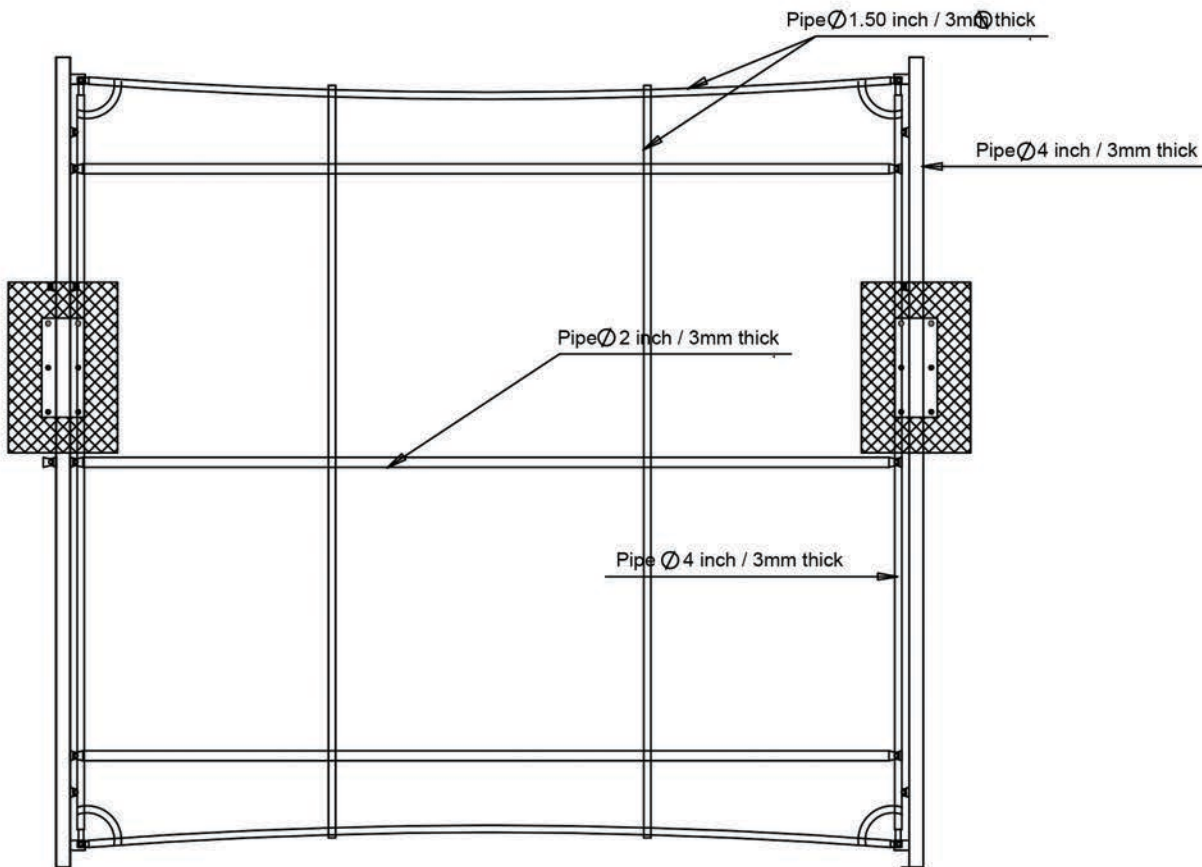 Pipe Ø 1.50 inch / 3mm thick
Pipe Ø 4 inch / 3mm thick
Pipe Ø 2 inch / 3mm thick
Pipe Ø 4 inch / 3mm thick